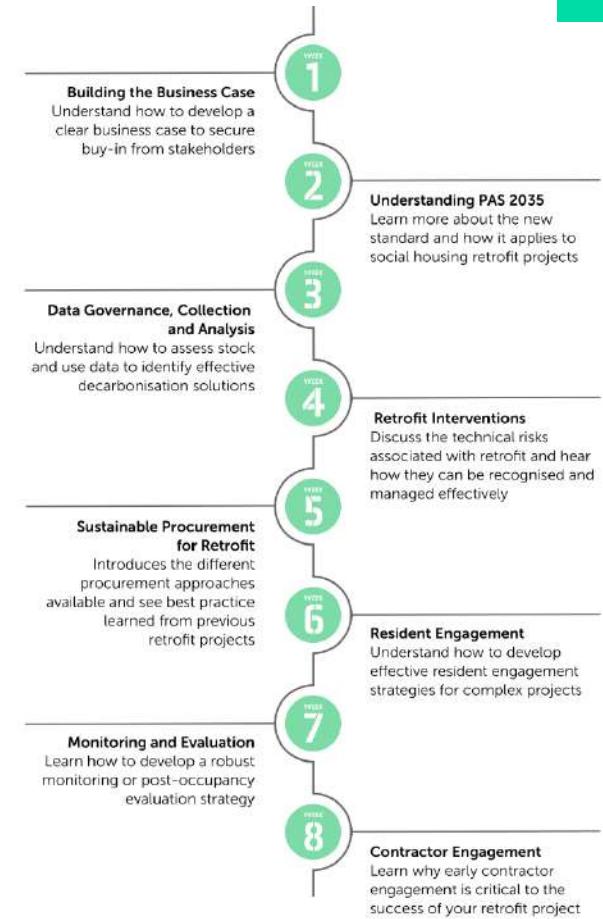 WEEK
1
Building the Business Case
Understand how to develop a
clear business case to secure
buy-in from stakeholders
WEEK
2
Understanding PAS 2035
Learn more about the new
standard and how it applies to
social housing retrofit projects
WEEK
3
Data Governance, Collection
and Analysis
Understand how to assess stock
and use data to identify effective
decarbonisation solutions
WEEK
4
Retrofit Interventions
Discuss the technical risks
associated with retrofit and hear
how they can be recognised and
managed effectively
WEEK
5
Sustainable Procurement
for Retrofit
Introduces the different
procurement approaches
available and see best practice
learned from previous
retrofit projects
WEEK
6
Resident Engagement
Understand how to develop
effective resident engagement
strategies for complex projects
WEEK
7
Monitoring and Evaluation
Learn how to develop a robust
monitoring or post-occupancy
evaluation strategy
WEEK
8
Contractor Engagement
Learn why early contractor
engagement is critical to the
success of your retrofit project